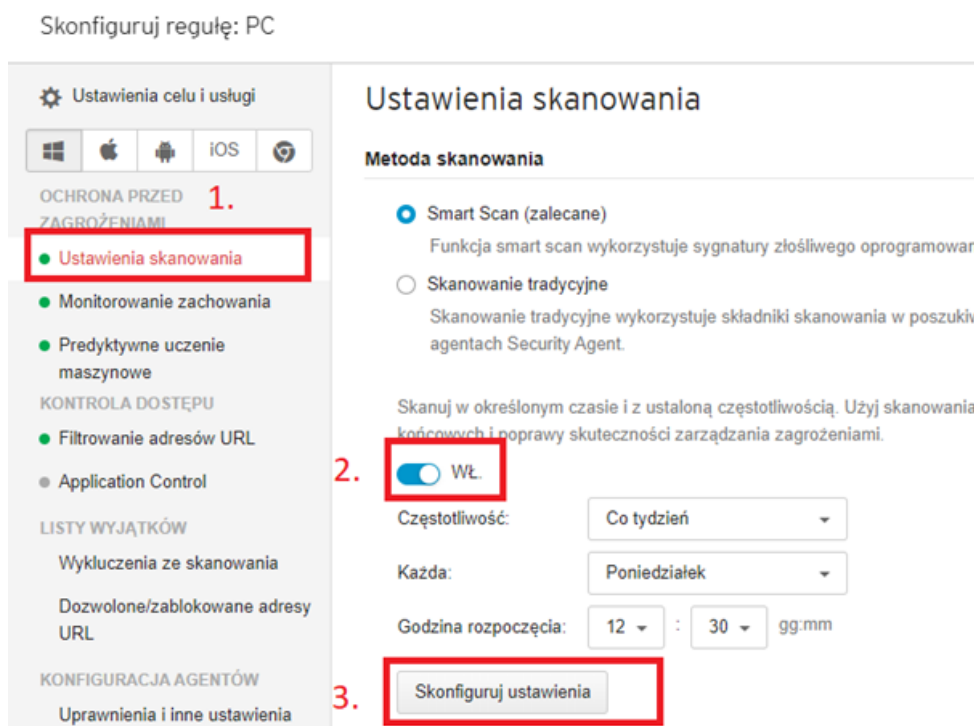 Skonfiguruj regułę: PC
Ustawienia celu i usługi
iOS
OCHRONA PRZED
ZAGROŻENIAMI
1.
Ustawienia skanowania
Monitorowanie zachowania
Predyktywne uczenie
maszynowe
KONTROLA DOSTĘPU
Filtrowanie adresów URL
Application Control
LISTY WYJĄTKÓW
Wykluczenia ze skanowania
Dozwolone/zablokowane adresy
URL
KONFIGURACJA AGENTÓW
Uprawnienia i inne ustawienia
Ustawienia skanowania
Metoda skanowania
Smart Scan (zalecane)
Funkcja smart scan wykorzystuje sygnatury złośliwego
Skanowanie tradycyjne
Skanowanie tradycyjne wykorzystuje składniki skanowania w
agentach Security Agent.
Skanuj w określonym czasie i z ustaloną częstotliwością. Użyj skanowania
końcowych i poprawy skuteczności zarządzania zagrożeniami.
2.
WŁ.
Częstotliwość: Co tydzień
Każda: Poniedziałek
Godzina rozpoczęcia: 12 : 30 gg:mm
3.
Skonfiguruj ustawienia